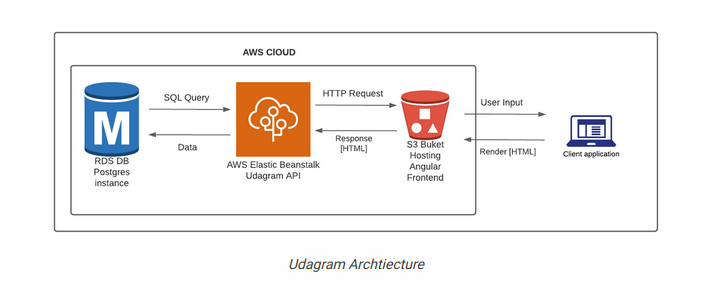 AWS ClOUD
SQL Query
Data
M
RDS DB
Postgres
instance
AWS Elastic Beanstalk
Udagram API
HTTP Request
Response
[HTML]
S3 Buket
Hosting
Angular
Frontend
User Input
Render [HTML]
Client application
Udagram Archtiecture